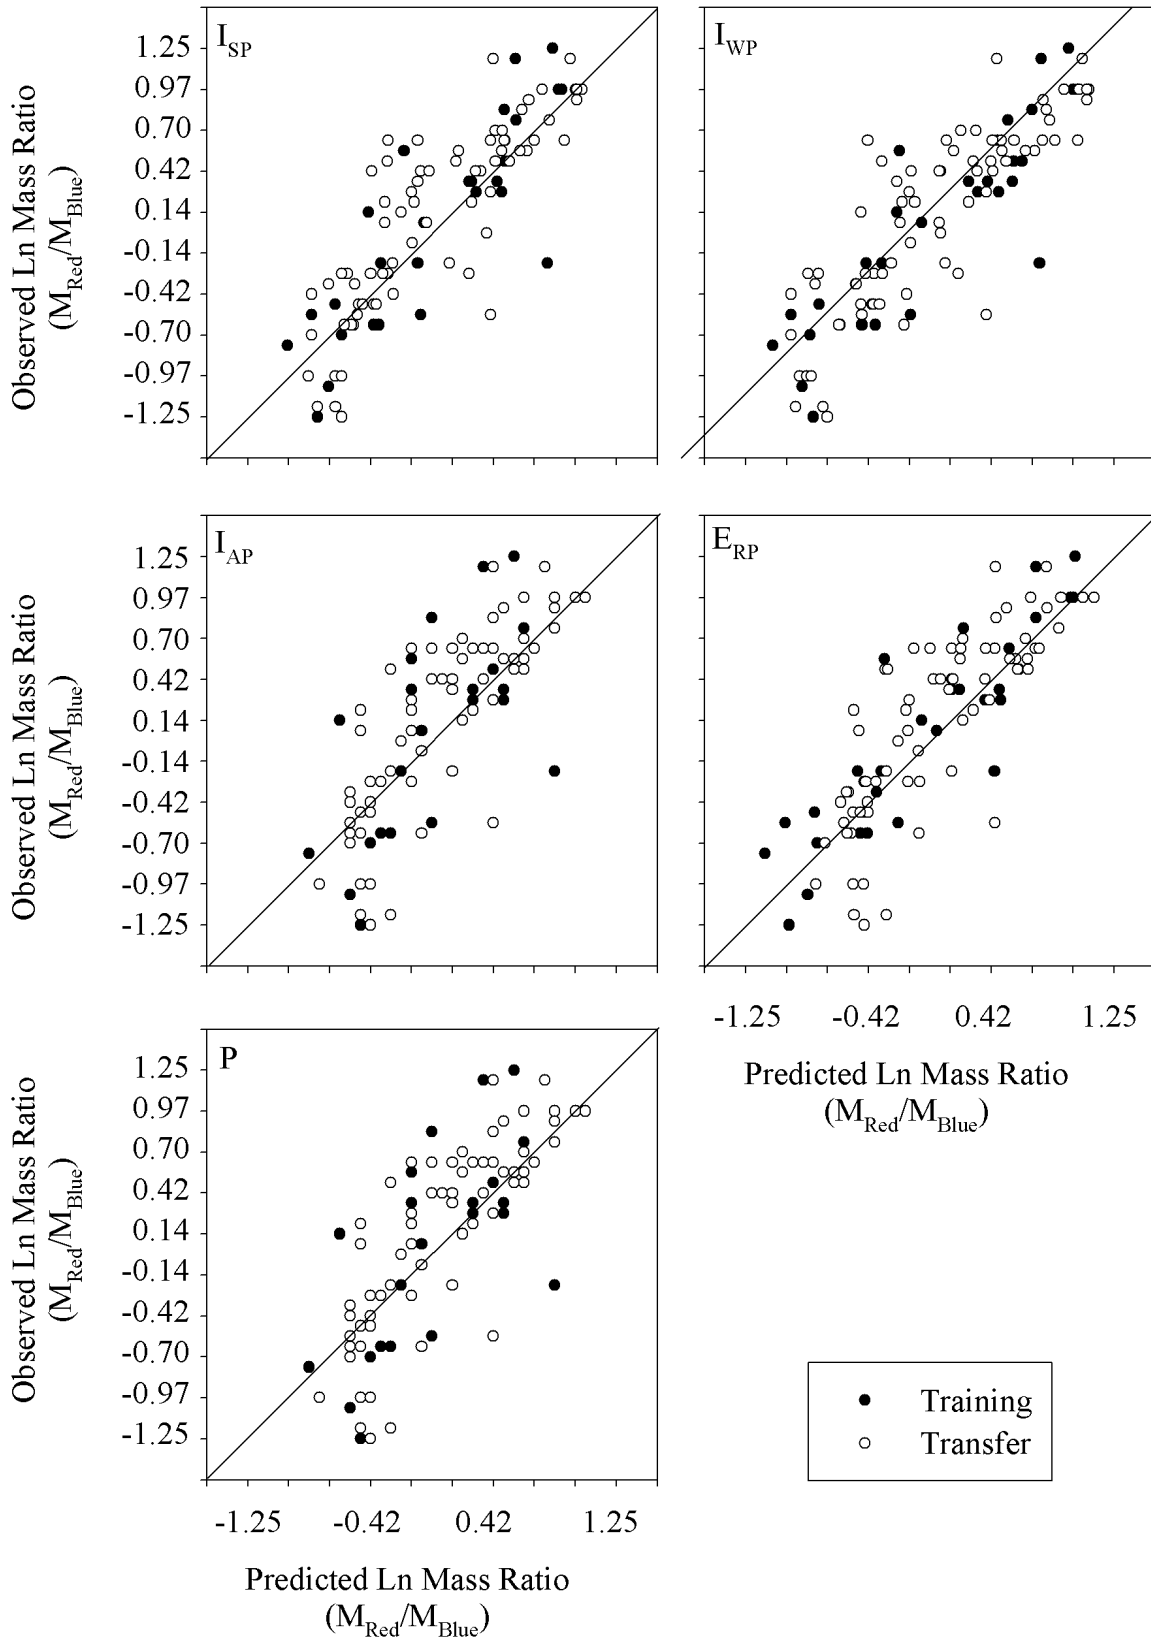 I_SP
1.25
0.97
0.70
0.42
0.14
-0.14
-0.42
-0.70
-0.97
-1.25
Observed Ln Mass Ratio
(M_Red/M_Blue)
I_WP
I_AP
1.25
0.97
0.70
0.42
0.14
-0.14
-0.42
-0.70
-0.97
-1.25
Observed Ln Mass Ratio
(M_Red/M_Blue)
E_RP
-1.25 -0.42 0.42 1.25
Predicted Ln Mass Ratio
(M_Red/M_Blue)
P
1.25
0.97
0.70
0.42
0.14
-0.14
-0.42
-0.70
-0.97
-1.25
Observed Ln Mass Ratio
(M_Red/M_Blue)
-1.25 -0.42 0.42 1.25
Predicted Ln Mass Ratio
(M_Red/M_Blue)
Training
Transfer